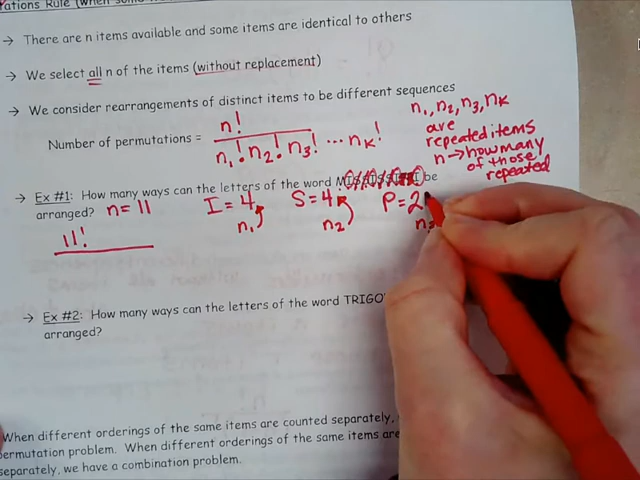 ations Rule (when some
→ There are n items available and some items are identical to others
→ We select all n of the items (without replacement)
→ We consider rearrangements of distinct items to be different sequences
Number of permutations = n! / n₁! n₂! n₃! ... nₖ!
n₁, n₂, n₃, nₖ
are
repeated items
n → how many
of those
repeated
→ Ex #1: How many ways can the letters of the word MISSISSIPPI be
arranged? n = 11
I = 4
n₁
S = 4
n₂
P = 2
11!
→ Ex #2: How many ways can the letters of the word TRIGO
arranged?
When different orderings of the same items are counted separately,
permutation problem. When different orderings of the same items are
separately, we have a combination problem.